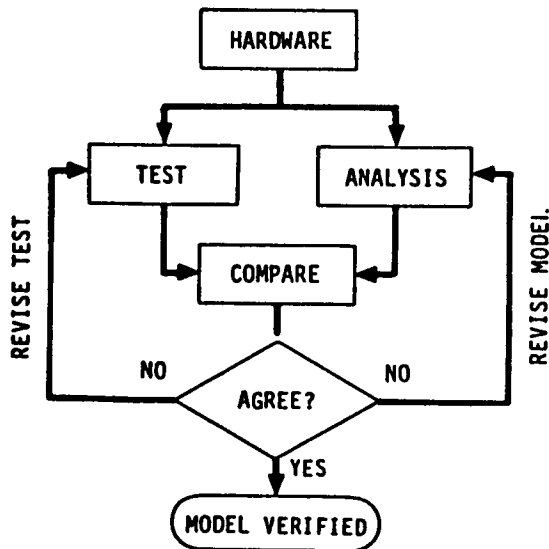 HARDWARE
TEST
ANALYSIS
COMPARE
REVISE TEST
REVISE MODEL
NO
AGREE?
NO
YES
MODEL VERIFIED